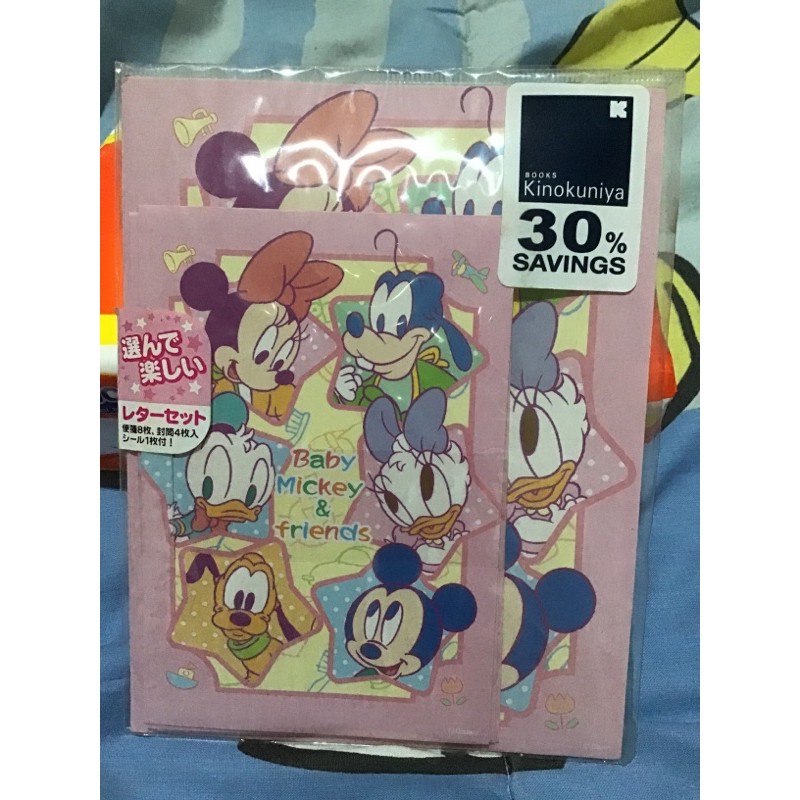 K
BOOKS
Kinokuniya
30%
SAVINGS
選んで
楽しい
レターセット
便箋8枚、封筒4枚入
シール1枚付!
Baby
Mickey
&
friends